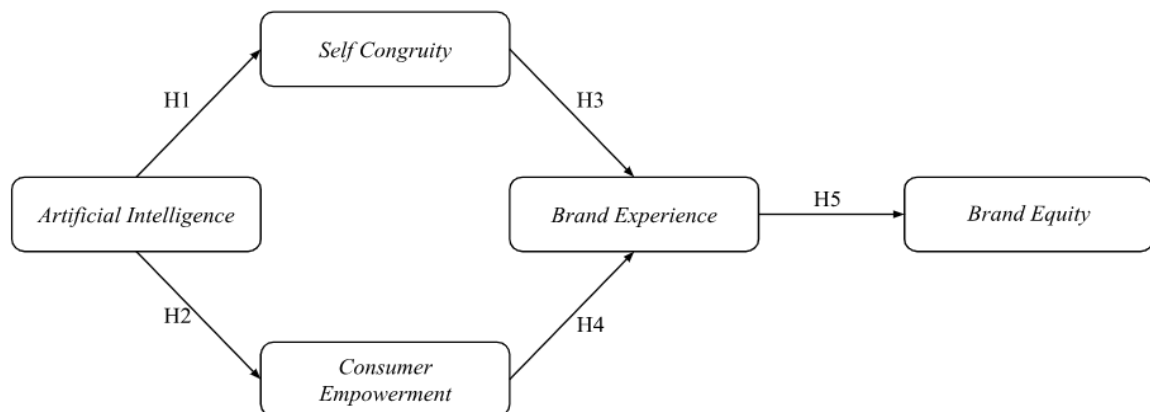 Self Congruity
H1
H3
Artificial Intelligence
Brand Experience
H5
Brand Equity
H2
H4
Consumer
Empowerment